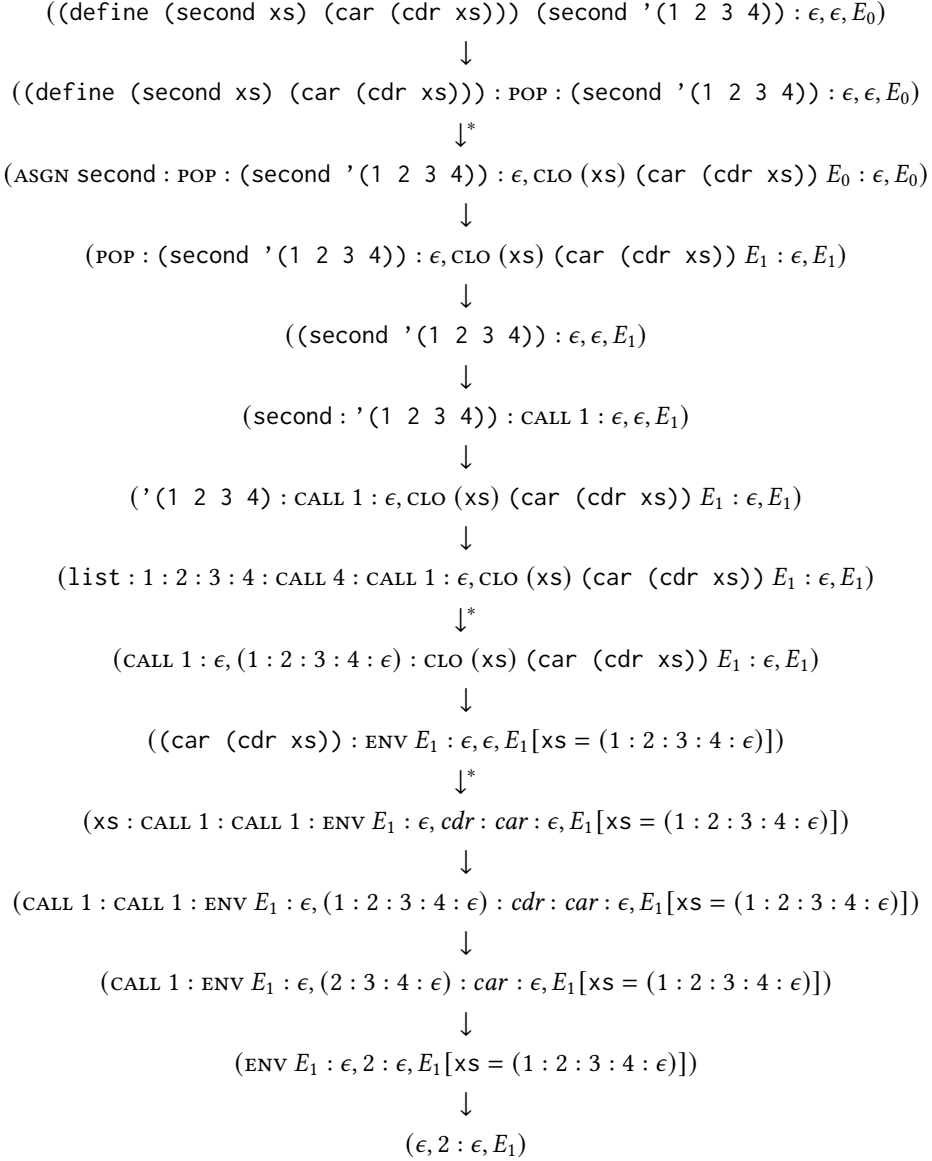 ((define (second xs) (car (cdr xs))) (second '(1 2 3 4)) : ϵ, ϵ, E₀)
↓
((define (second xs) (car (cdr xs))) : POP : (second '(1 2 3 4)) : ϵ, ϵ, E₀)
↓*
(ASGN second : POP : (second '(1 2 3 4)) : ϵ, CLO (xs) (car (cdr xs)) E₀ : ϵ, E₀)
↓
(POP : (second '(1 2 3 4)) : ϵ, CLO (xs) (car (cdr xs)) E₁ : ϵ, E₁)
↓
((second '(1 2 3 4)) : ϵ, ϵ, E₁)
↓
(second : '(1 2 3 4)) : CALL 1 : ϵ, ϵ, E₁)
↓
('(1 2 3 4) : CALL 1 : ϵ, CLO (xs) (car (cdr xs)) E₁ : ϵ, E₁)
↓
(list : 1 : 2 : 3 : 4 : CALL 4 : CALL 1 : ϵ, CLO (xs) (car (cdr xs)) E₁ : ϵ, E₁)
↓*
(CALL 1 : ϵ, (1 : 2 : 3 : 4 : ϵ) : CLO (xs) (car (cdr xs)) E₁ : ϵ, E₁)
↓
((car (cdr xs)) : ENV E₁ : ϵ, ϵ, E₁[xs = (1 : 2 : 3 : 4 : ϵ)])
↓*
(xs : CALL 1 : CALL 1 : ENV E₁ : ϵ, cdr : car : ϵ, E₁[xs = (1 : 2 : 3 : 4 : ϵ)])
↓
(CALL 1 : CALL 1 : ENV E₁ : ϵ, (1 : 2 : 3 : 4 : ϵ) : cdr : car : ϵ, E₁[xs = (1 : 2 : 3 : 4 : ϵ)])
↓
(CALL 1 : ENV E₁ : ϵ, (2 : 3 : 4 : ϵ) : car : ϵ, E₁[xs = (1 : 2 : 3 : 4 : ϵ)])
↓
(ENV E₁ : ϵ, 2 : ϵ, E₁[xs = (1 : 2 : 3 : 4 : ϵ)])
↓
(ϵ, 2 : ϵ, E₁)